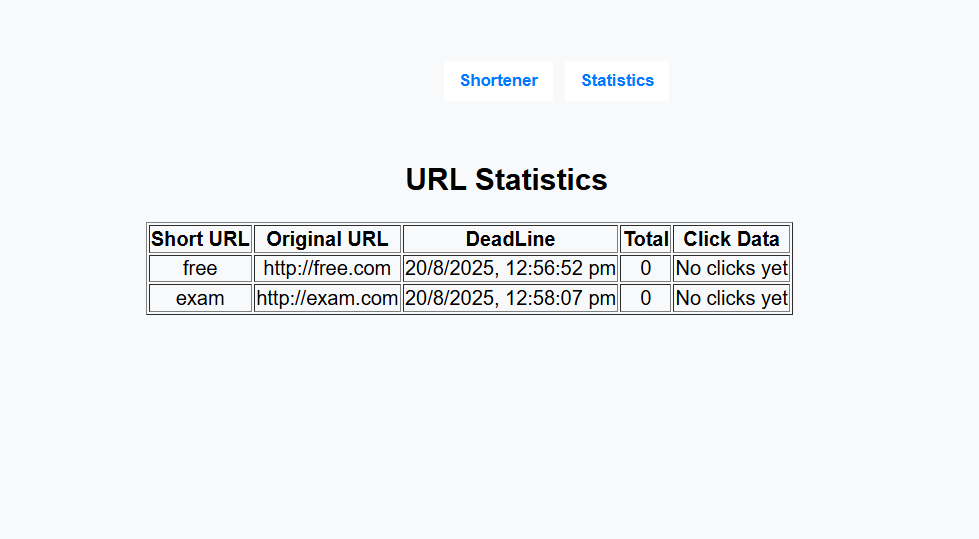 Shortener Statistics
URL Statistics
Short URL Original URL DeadLine Total Click Data
free http://free.com 20/8/2025, 12:56:52 pm 0 No clicks yet
exam http://exam.com 20/8/2025, 12:58:07 pm 0 No clicks yet